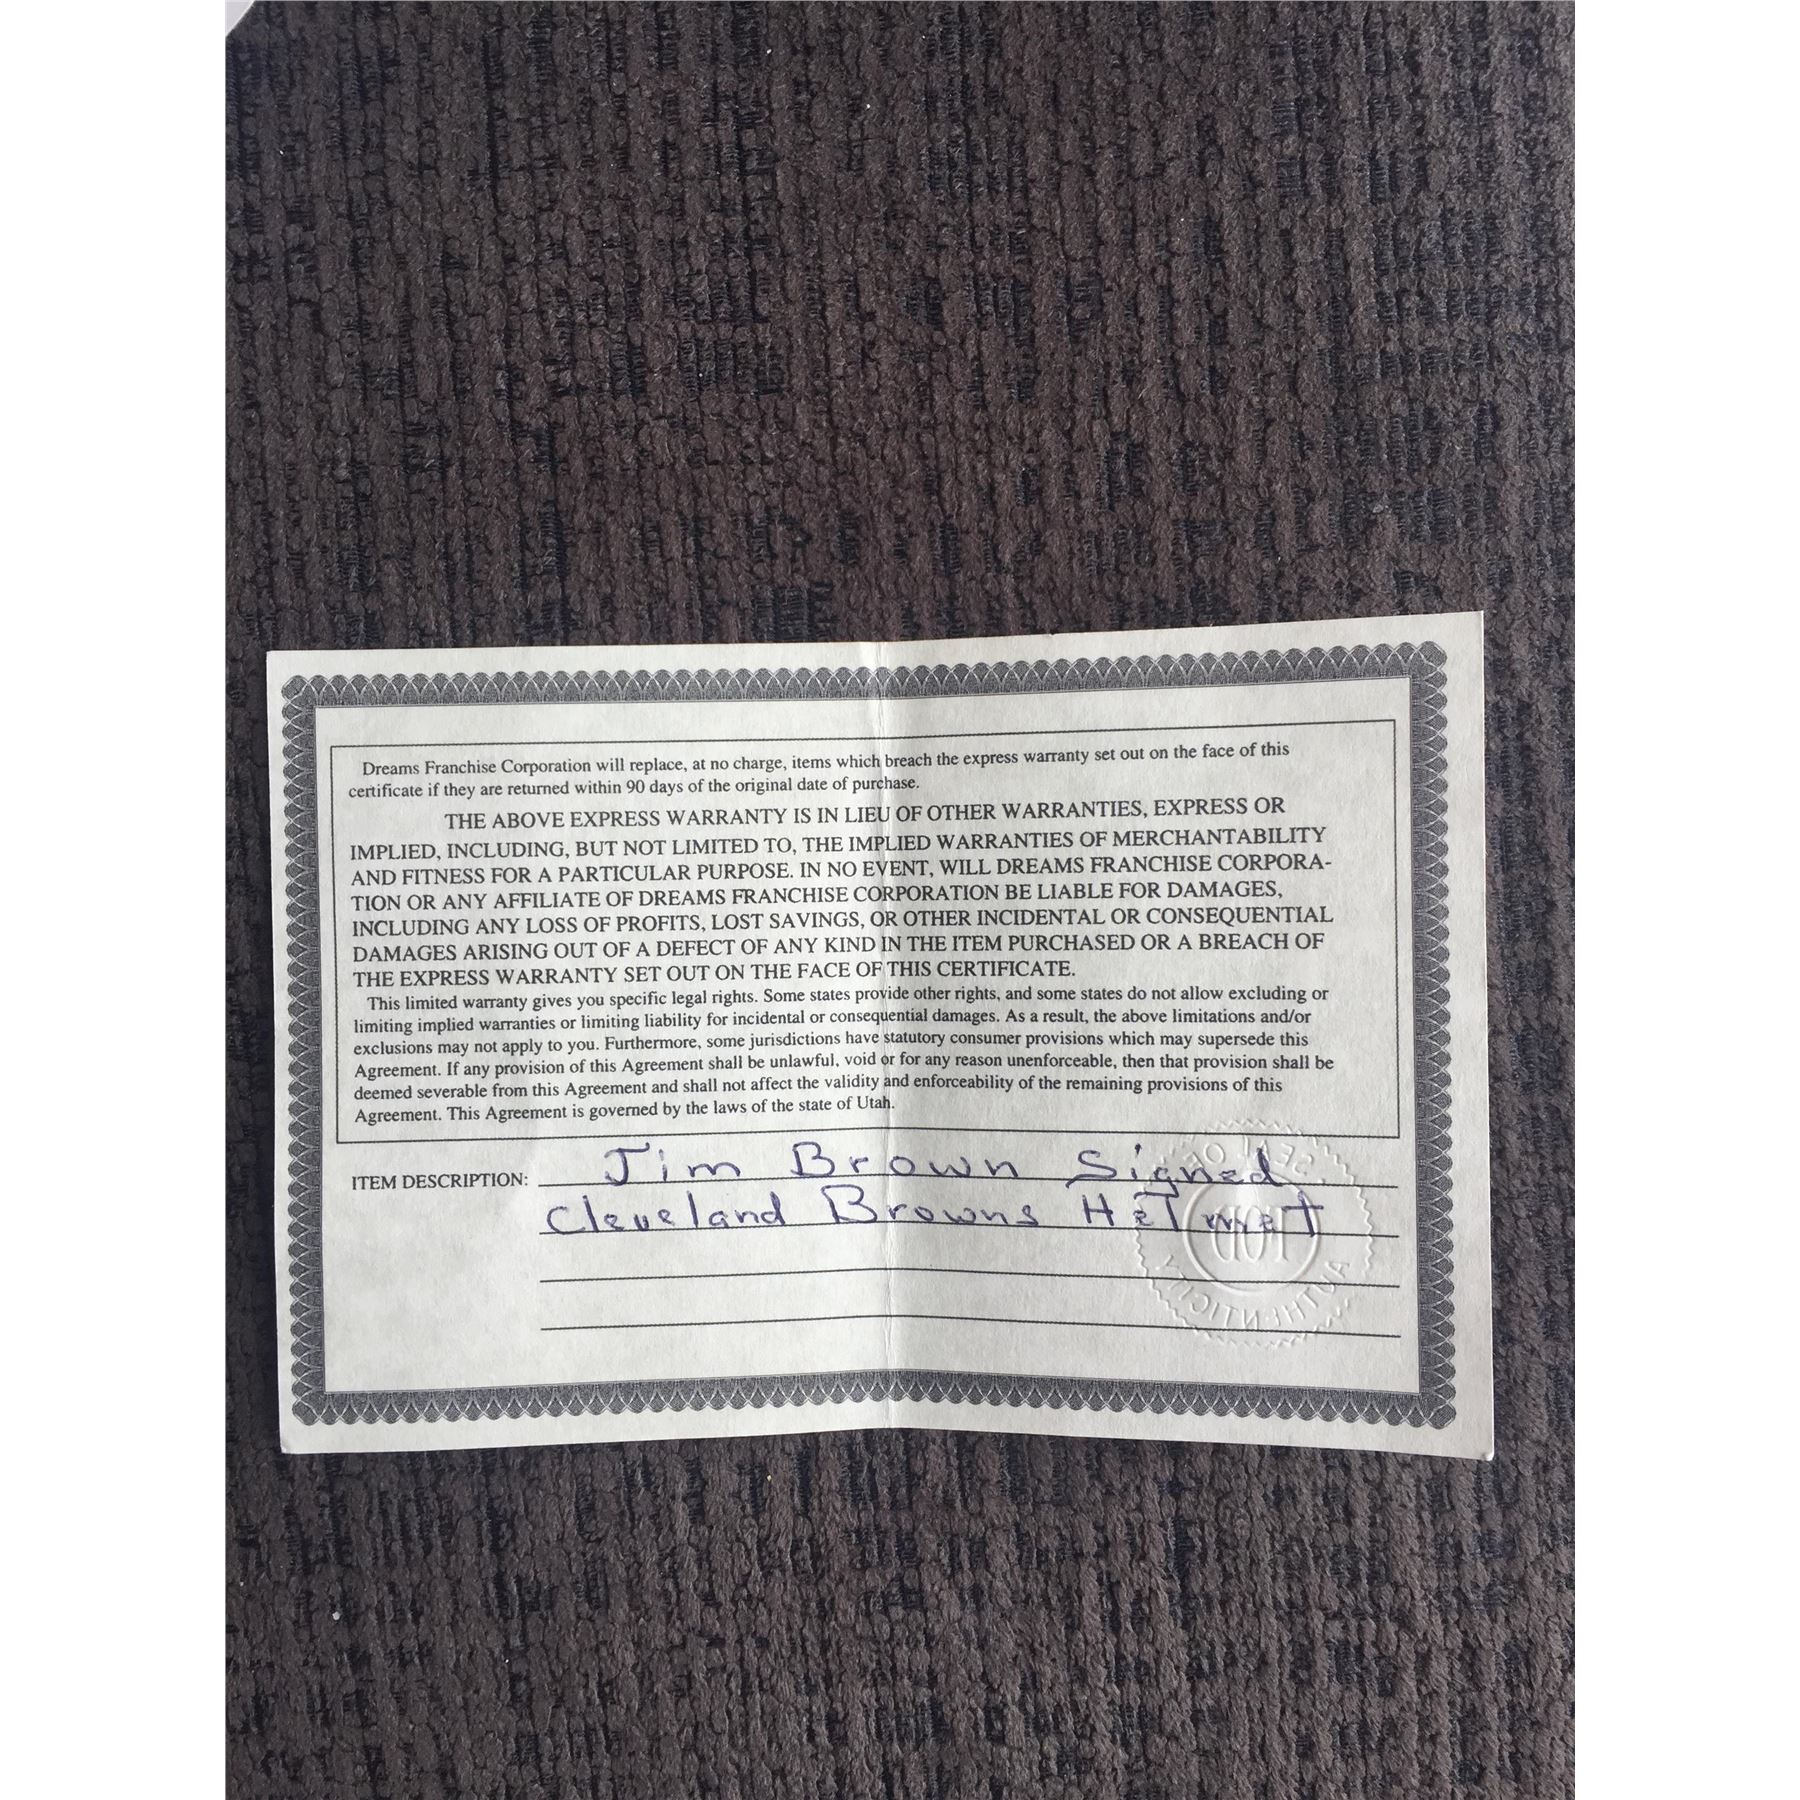 Dreams Franchise Corporation will replace, at no charge, items which breach the express warranty set out on the face of this
certificate if they are returned within 90 days of the original date of purchase.
THE ABOVE EXPRESS WARRANTY IS IN LIEU OF OTHER WARRANTIES, EXPRESS OR
IMPLIED, INCLUDING, BUT NOT LIMITED TO, THE IMPLIED WARRANTIES OF MERCHANTABILITY
AND FITNESS FOR A PARTICULAR PURPOSE. IN NO EVENT, WILL DREAMS FRANCHISE CORPORA-
TION OR ANY AFFILIATE OF DREAMS FRANCHISE CORPORATION BE LIABLE FOR DAMAGES,
INCLUDING ANY LOSS OF PROFITS, LOST SAVINGS, OR OTHER INCIDENTAL OR CONSEQUENTIAL
DAMAGES ARISING OUT OF A DEFECT OF ANY KIND IN THE ITEM PURCHASED OR A BREACH OF
THE EXPRESS WARRANTY SET OUT ON THE FACE OF THIS CERTIFICATE.
This limited warranty gives you specific legal rights. Some states provide other rights, and some states do not allow excluding or
limiting implied warranties or limiting liability for incidental or consequential damages. As a result, the above limitations and/or
exclusions may not apply to you. Furthermore, some jurisdictions have statutory consumer provisions which may supersede this
Agreement. If any provision of this Agreement shall be unlawful, void or for any reason unenforceable, then that provision shall be
deemed severable from this Agreement and shall not affect the validity and enforceability of the remaining provisions of this
Agreement. This Agreement is governed by the laws of the state of Utah.
ITEM DESCRIPTION: Jim Brown Signed
Cleveland Browns Helmet
SEAL OF
FOD
AUTHENTICITY